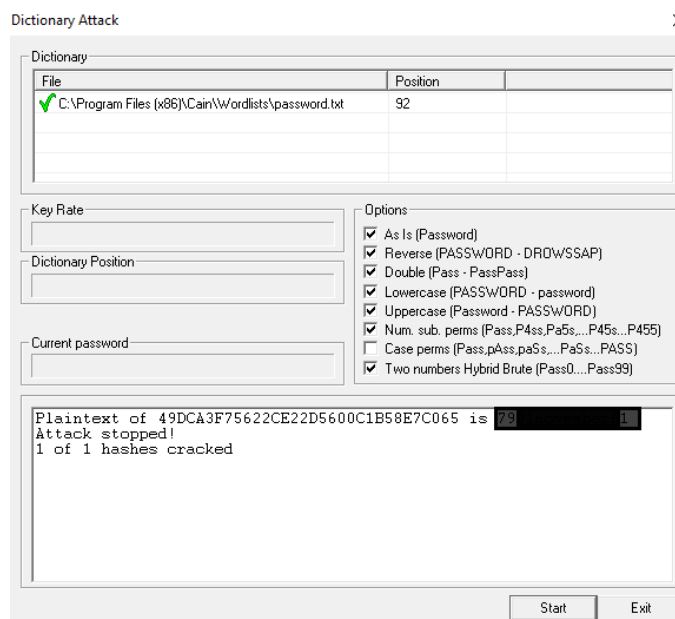 Dictionary Attack
Dictionary
File Position
C:\Program Files (x86)\Cain\Wordlists\password.txt 92
Key Rate
Dictionary Position
Current password
Options
As Is (Password)
Reverse (PASSWORD - DROWSSAP)
Double (Pass - PassPass)
Lowercase (PASSWORD - password)
Uppercase (Password - PASSWORD)
Num. sub. perms (Pass,P4ss,Pa5s,...P45s...P455)
Case perms (Pass,pAss,paSs,...PaSs...PASS)
Two numbers Hybrid Brute (Pass0....Pass99)
Plaintext of 49DCA3F75622CE22D5600C1B58E7C065 is 79 1
Attack stopped!
1 of 1 hashes cracked
Start Exit